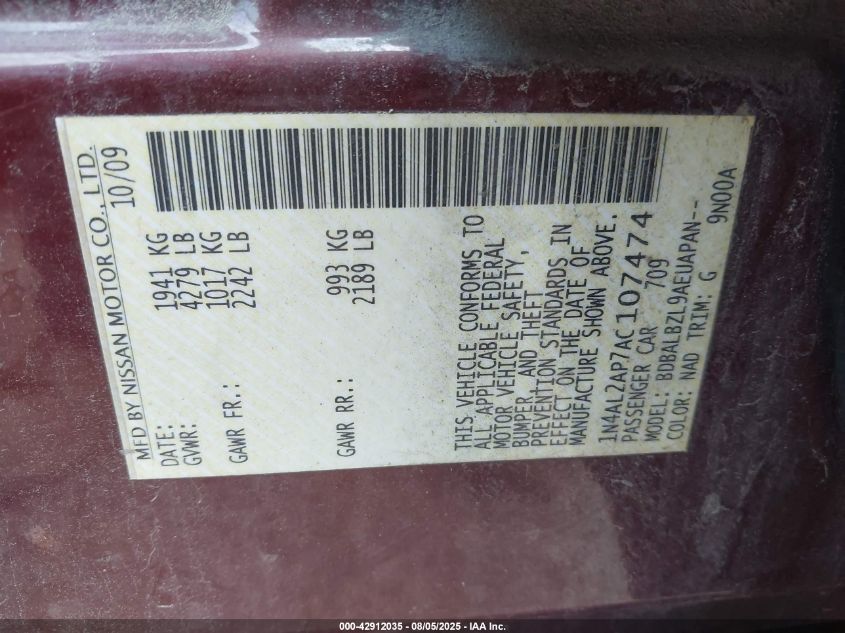 MFD BY NISSAN MOTOR CO., LTD.
DATE: 10/09
GVWR: 1941 KG
4279 LB
GAWR FR.: 1017 KG
2242 LB
GAWR RR.: 993 KG
2189 LB
THIS VEHICLE CONFORMS TO
ALL APPLICABLE FEDERAL
MOTOR VEHICLE SAFETY,
BUMPER, AND THEFT
PREVENTION STANDARDS IN
EFFECT ON THE DATE OF
MANUFACTURE SHOWN ABOVE.
1N4AL2AP7AC107474
PASSENGER CAR 709
MODEL: BDBALBZL9AEUAPAN--
COLOR: NAD TRIM: G 9N00A
000-42912035 - 08/05/2025 - IAA Inc.